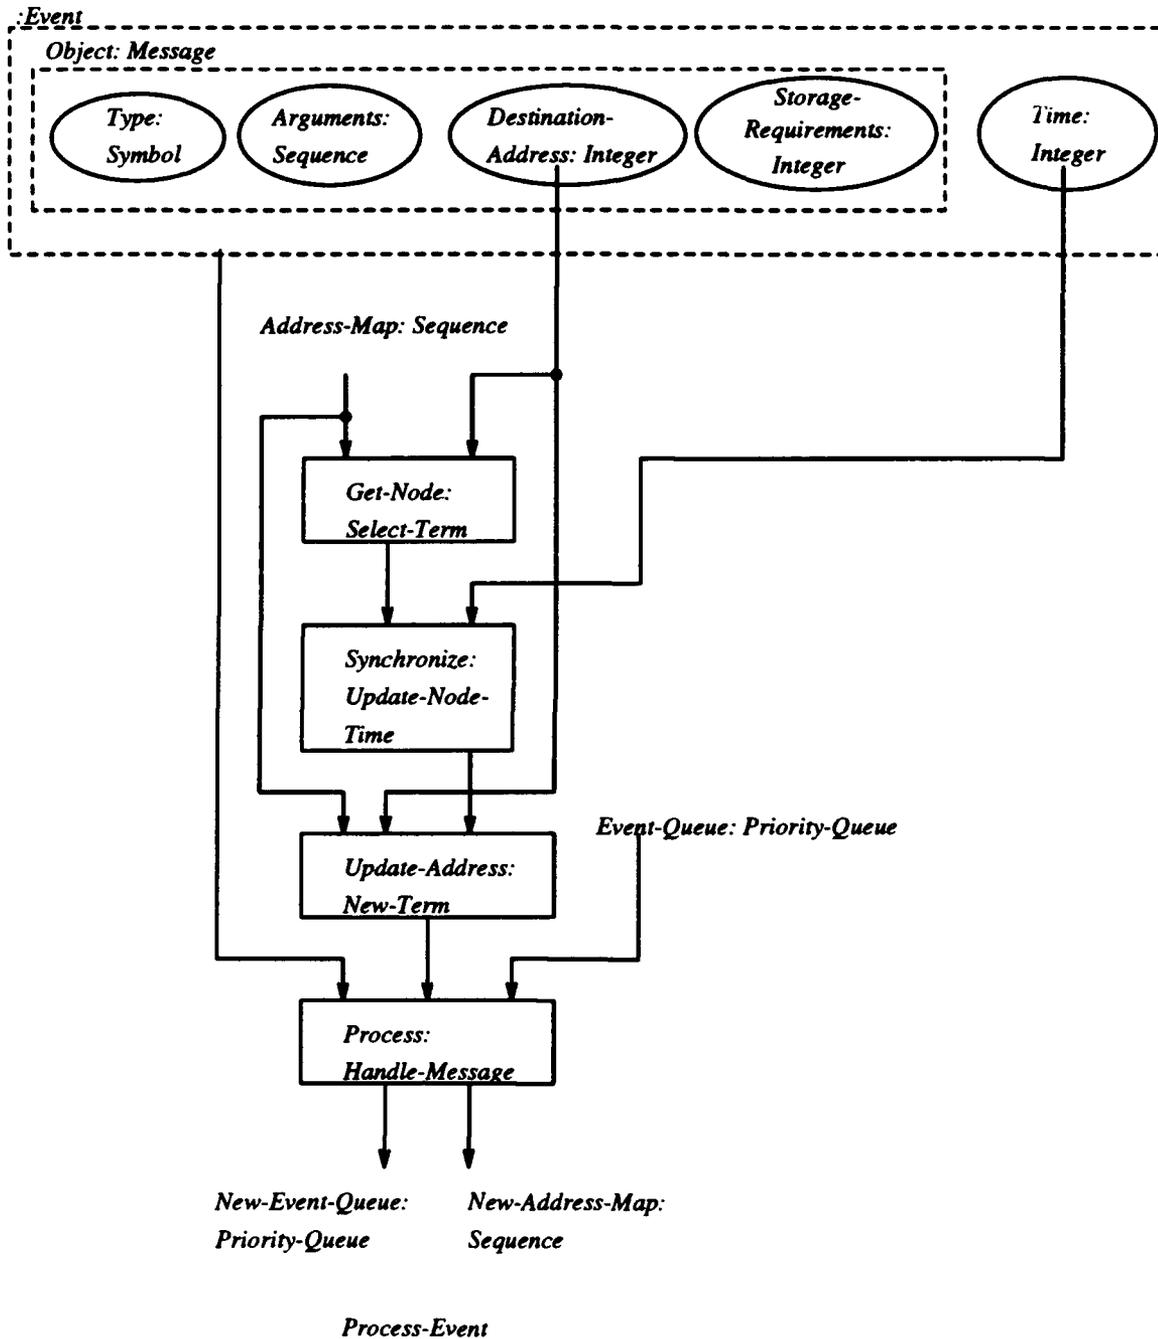 :Event
Object: Message
Type:
Symbol
Arguments:
Sequence
Destination-
Address: Integer
Storage-
Requirements:
Integer
Time:
Integer
Address-Map: Sequence
Get-Node:
Select-Term
Synchronize:
Update-Node-
Time
Event-Queue: Priority-Queue
Update-Address:
New-Term
Process:
Handle-Message
New-Event-Queue:
Priority-Queue
New-Address-Map:
Sequence
Process-Event